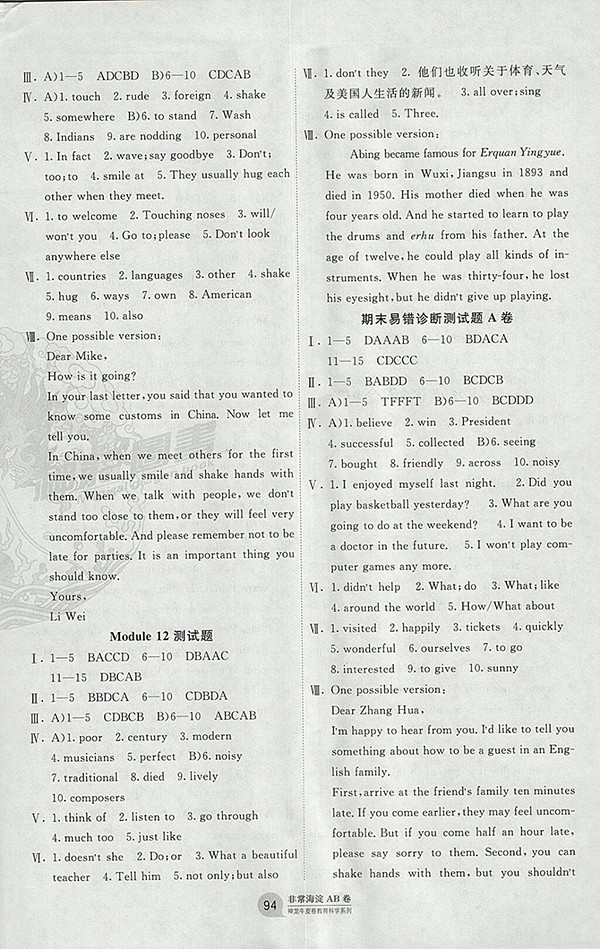 Ⅲ. A)1—5 ADCBD B)6—10 CDCAB
Ⅳ. A)1. touch 2. rude 3. foreign 4. shake
5. somewhere B)6. to stand 7. Wash
8. Indians 9. are nodding 10. personal
Ⅴ. 1. In fact 2. wave;say goodbye 3. Don't;
too;to 4. smile at 5. They usually hug each
other when they meet.
Ⅵ. 1. to welcome 2. Touching noses 3. will/
won't you 4. Go to;please 5. Don't look
anywhere else
Ⅶ. 1. countries 2. languages 3. other 4. shake
5. hug 6. ways 7. own 8. American
9. means 10. also
Ⅷ. One possible version:
Dear Mike,
How is it going?
In your last letter,you said that you wanted to
know some customs in China. Now let me
tell you.
In China,when we meet others for the first
time,we usually smile and shake hands with
them. When we talk with people, we don't
stand too close to them,or they will feel very
uncomfortable. And please remember not to be
late for parties. It is an important thing you
should know.
Yours,
Li Wei
Module 12 测试题
Ⅰ. 1—5 BACCD 6—10 DBAAC
11—15 DBCAB
Ⅱ. 1—5 BBDCA 6—10 CDBDA
Ⅲ. A)1—5 CDBCB B)6—10 ABCAB
Ⅳ. A)1. poor 2. century 3. modern
4. musicians 5. perfect B)6. noisy
7. traditional 8. died 9. lively
10. composers
Ⅴ. 1. think of 2. listen to 3. go through
4. much too 5. just like
Ⅵ. 1. doesn't she 2. Do;or 3. What a beautiful
teacher 4. Tell him 5. not only;but also
Ⅶ. 1. don't they 2. 他们也收听关于体育、天气
及美国人生活的新闻。 3. all over;sing
4. is called 5. Three.
Ⅷ. One possible version:
Abing became famous for Erquan Yingyue.
He was born in Wuxi, Jiangsu in 1893 and
died in 1950. His mother died when he was
four years old. And he started to learn to play
the drums and erhu from his father. At the
age of twelve, he could play all kinds of in-
struments. When he was thirty-four, he lost
his eyesight,but he didn't give up playing.
期末易错诊断测试题 A 卷
Ⅰ. 1—5 DAAAB 6—10 BDACA
11—15 CDCCC
Ⅱ. 1—5 BABDD 6—10 BCDCB
Ⅲ. A)1—5 TFFFT B)6—10 BCDDD
Ⅳ. A)1. believe 2. win 3. President
4. successful 5. collected B)6. seeing
7. bought 8. friendly 9. across 10. noisy
Ⅴ. 1. I enjoyed myself last night. 2. Did you
play basketball yesterday? 3. What are you
going to do at the weekend? 4. I want to be
a doctor in the future. 5. I won't play com-
puter games any more.
Ⅵ. 1. didn't help 2. What;do 3. What;like
4. around the world 5. How/What about
Ⅶ. 1. visited 2. happily 3. tickets 4. quickly
5. wonderful 6. ourselves 7. to go
8. interested 9. to give 10. sunny
Ⅷ. One possible version:
Dear Zhang Hua,
I'm happy to hear from you. I'd like to tell you
something about how to be a guest in an Eng-
lish family.
First,arrive at the friend's family ten minutes
late. If you come earlier,they may feel uncom-
fortable. But if you come half an hour late,
please say sorry to them. Second, you can
shake hands with them, but you shouldn't
94 非常海淀 AB 卷
神龙牛皮卷教育科学系列